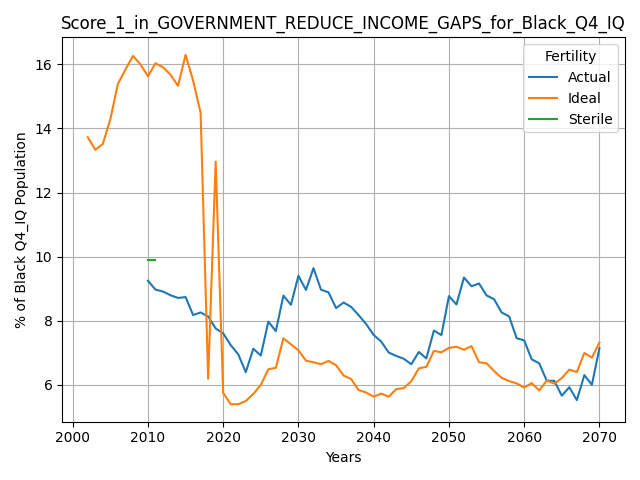 Score_1_in_GOVERNMENT_REDUCE_INCOME_GAPS_for_Black_Q4_IQ
Fertility
Actual
Ideal
Sterile
% of Black Q4_IQ Population
16
14
12
10
8
6
2000 2010 2020 2030 2040 2050 2060 2070
Years